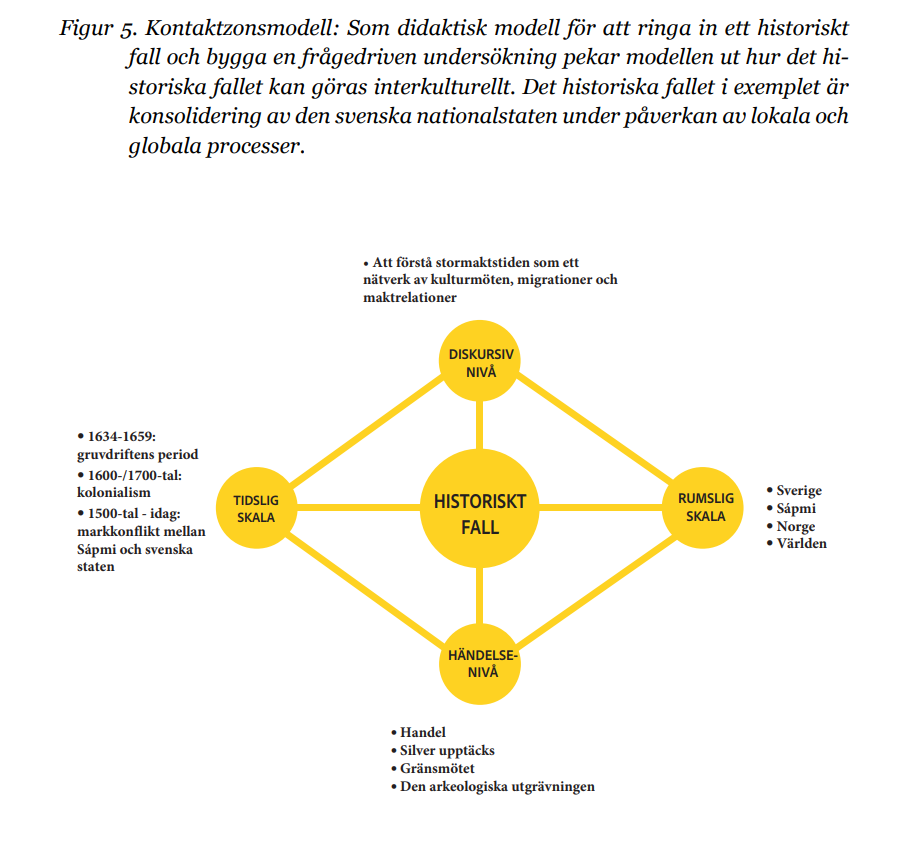 Figur 5. Kontaktzonsmodell: Som didaktisk modell för att ringa in ett historiskt
fall och bygga en frågedriven undersökning pekar modellen ut hur det hi-
storiska fallet kan göras interkulturellt. Det historiska fallet i exemplet är
konsolidering av den svenska nationalstaten under påverkan av lokala och
globala processer.
• Att förstå stormaktstiden som ett
nätverk av kulturmöten, migrationer och
maktrelationer
DISKURSIV
NIVÅ
• 1634-1659:
gruvdriftens period
• 1600-/1700-tal:
kolonialism
• 1500-tal - idag:
markkonflikt mellan
Sápmi och svenska
staten
TIDSLIG
SKALA
HISTORISKT
FALL
RUMSLIG
SKALA
• Sverige
• Sápmi
• Norge
• Världen
HÄNDELSE-
NIVÅ
• Handel
• Silver upptäcks
• Gränsmötet
• Den arkeologiska utgrävningen